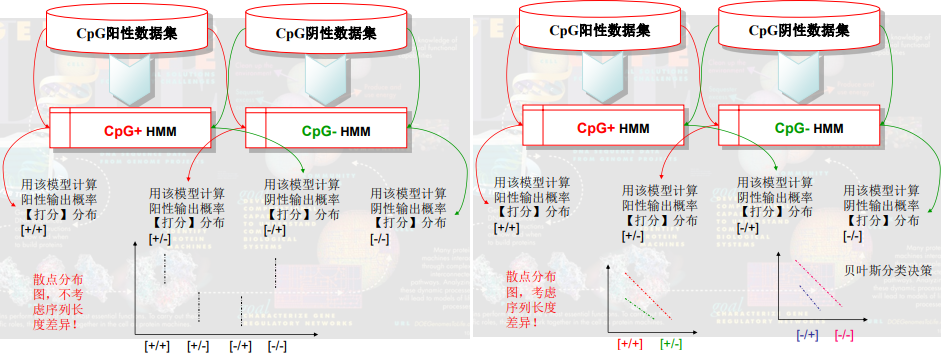 CpG阳性数据集
CpG阴性数据集
CpG+ HMM
CpG- HMM
用该模型计算
阳性输出概率
【打分】分布
[+/+]
用该模型计算
阳性输出概率
【打分】分布
[+/-]
用该模型计算
阴性输出概率
【打分】分布
[-/+]
用该模型计算
阴性输出概率
【打分】分布
[-/-]
散点分布
图，不考
虑序列长
度差异！
[+/+] [+/-] [-/+] [-/-]
CpG阳性数据集
CpG阴性数据集
CpG+ HMM
CpG- HMM
用该模型计算
阳性输出概率
【打分】分布
[+/+]
用该模型计算
阳性输出概率
【打分】分布
[+/-]
用该模型计算
阴性输出概率
【打分】分布
[-/+]
用该模型计算
阴性输出概率
【打分】分布
[-/-]
散点分布
图，考虑
序列长度
差异！
[+/+] [+/-]
贝叶斯分类决策
[-/+] [-/-]